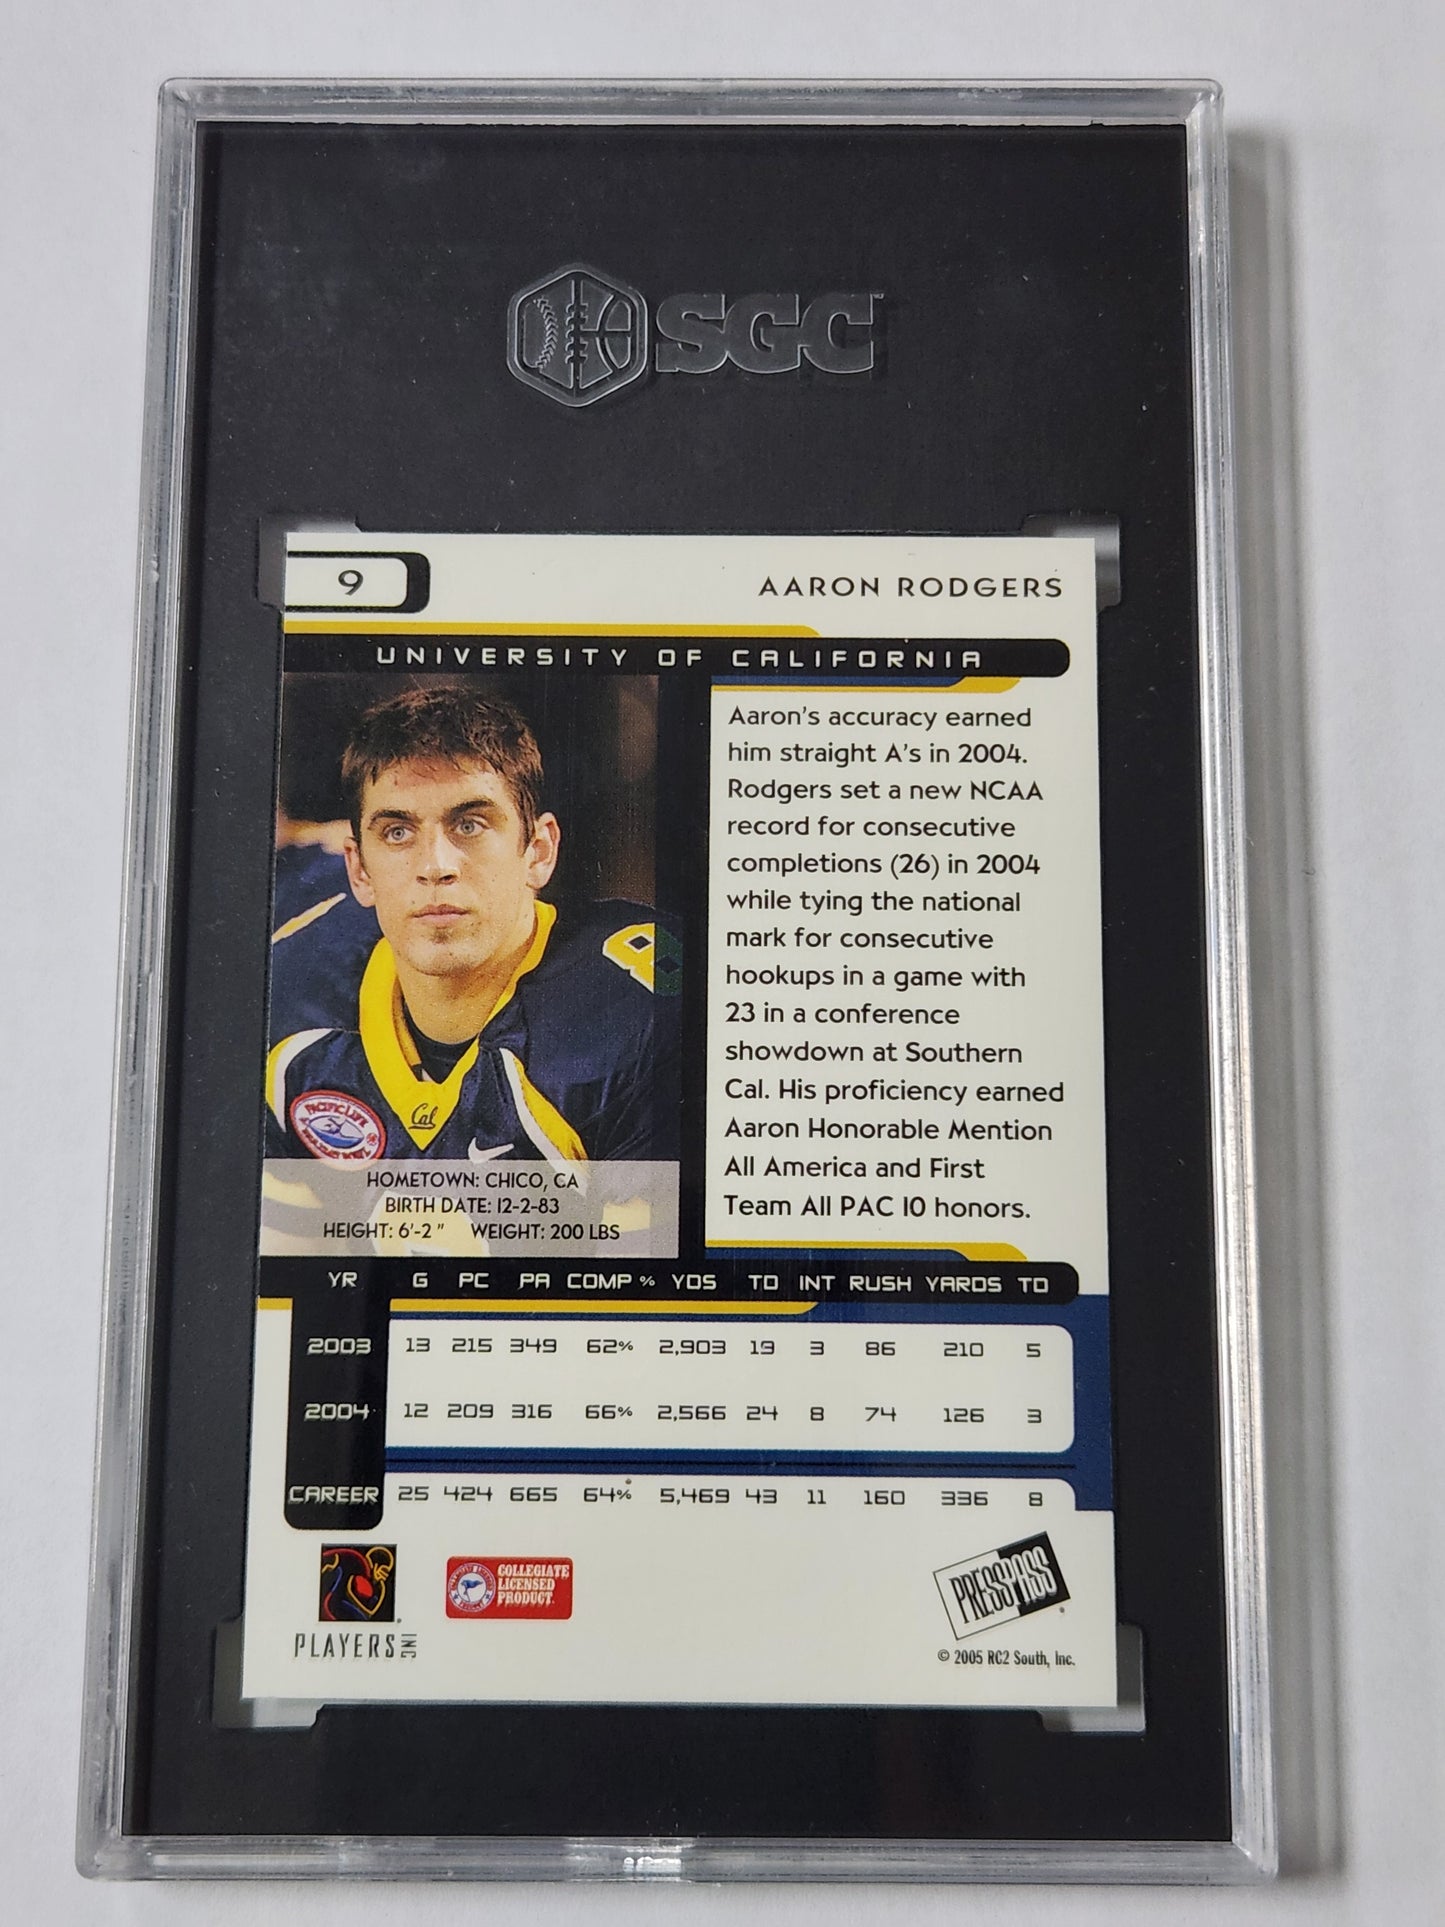 SGC
9
AARON RODGERS
UNIVERSITY OF CALIFORNIA
Aaron's accuracy earned
him straight A's in 2004.
Rodgers set a new NCAA
record for consecutive
completions (26) in 2004
while tying the national
mark for consecutive
hookups in a game with
23 in a conference
showdown at Southern
Cal. His proficiency earned
Aaron Honorable Mention
All America and First
Team All PAC 10 honors.
8
PACIFIC LIFE
Cal
HOMETOWN: CHICO, CA
BIRTH DATE: 12-2-83
HEIGHT: 6'-2" WEIGHT: 200 LBS
YR G PC PA COMP % YDS TD INT RUSH YARDS TD
2003 13 215 349 62% 2,903 19 3 86 210 5
2004 12 209 316 66% 2,566 24 8 74 126 3
CAREER 25 424 665 64% 5,469 43 11 160 336 8
PLAYERS INC
COLLEGIATE
LICENSED
PRODUCT
PRESSPASS
© 2005 RC2 South, Inc.